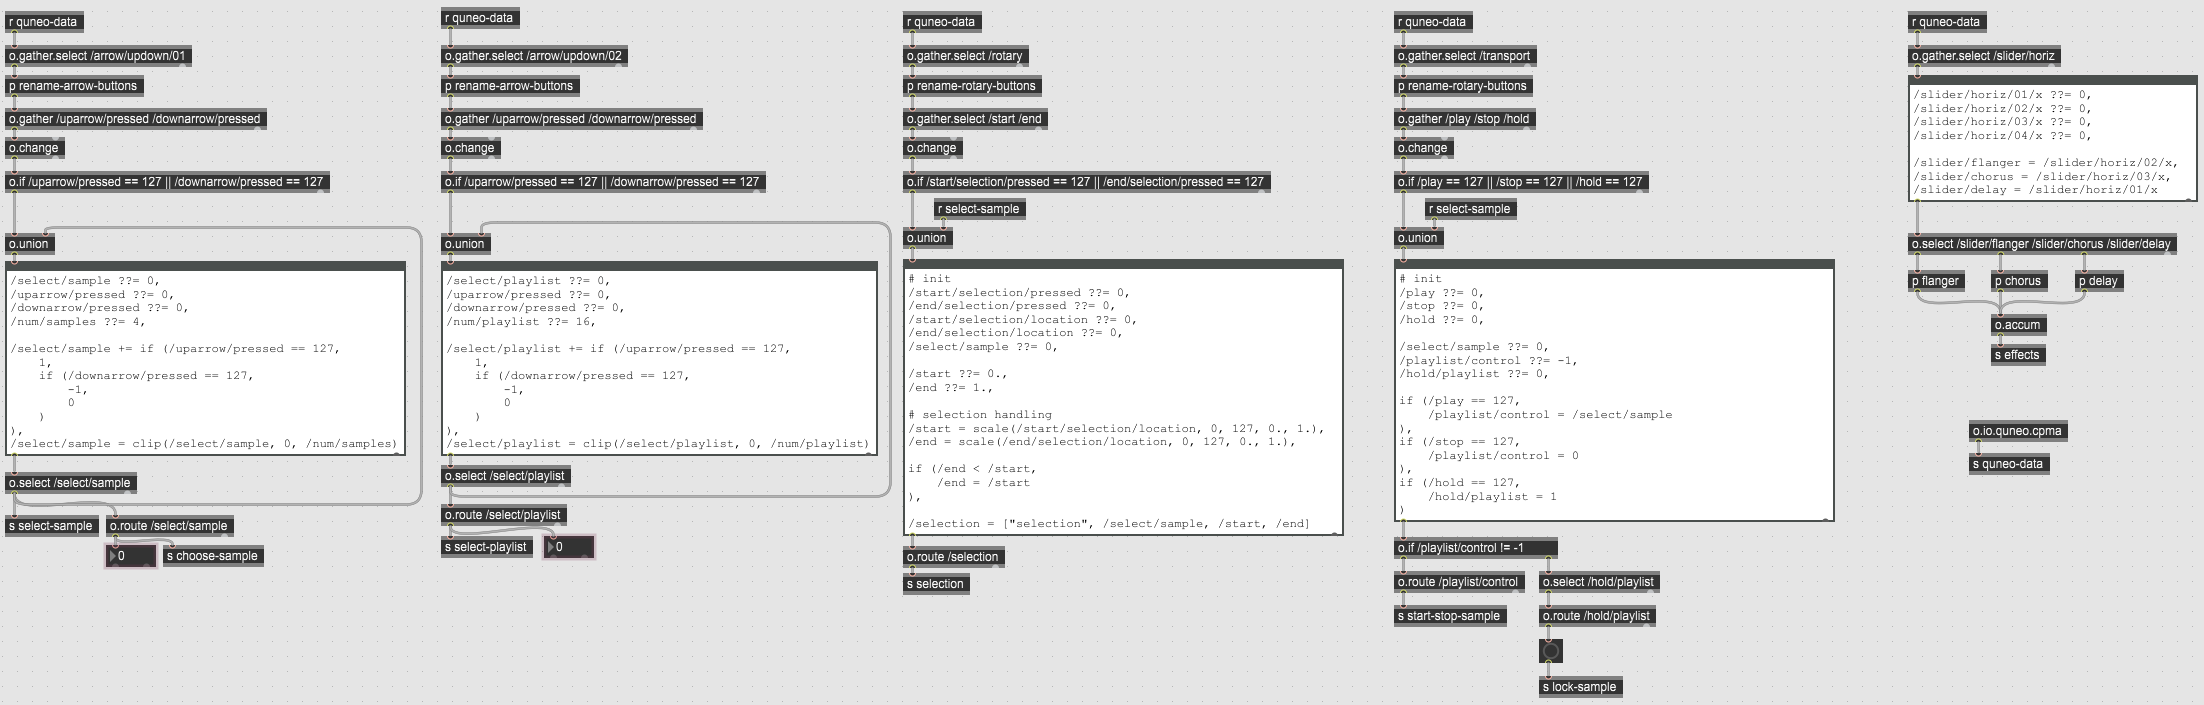 r quneo-data
o.gather.select /arrow/updown/01
p rename-arrow-buttons
o.gather /uparrow/pressed /downarrow/pressed
o.change
o.if /uparrow/pressed == 127 || /downarrow/pressed == 127
o.union
/select/sample ??= 0,
/uparrow/pressed ??= 0,
/downarrow/pressed ??= 0,
/num/samples ??= 4,
/select/sample += if (/uparrow/pressed == 127,
1,
if (/downarrow/pressed == 127,
-1,
0
)
),
/select/sample = clip(/select/sample, 0, /num/samples)
o.select /select/sample
s select-sample
o.route /select/sample
0
s choose-sample
r quneo-data
o.gather.select /arrow/updown/02
p rename-arrow-buttons
o.gather /uparrow/pressed /downarrow/pressed
o.change
o.if /uparrow/pressed == 127 || /downarrow/pressed == 127
o.union
/select/playlist ??= 0,
/uparrow/pressed ??= 0,
/downarrow/pressed ??= 0,
/num/playlist ??= 16,
/select/playlist += if (/uparrow/pressed == 127,
1,
if (/downarrow/pressed == 127,
-1,
0
)
),
/select/playlist = clip(/select/playlist, 0, /num/playlist)
o.select /select/playlist
o.route /select/playlist
s select-playlist
0
r quneo-data
o.gather.select /rotary
p rename-rotary-buttons
o.gather.select /start /end
o.change
o.if /start/selection/pressed == 127 || /end/selection/pressed == 127
r select-sample
o.union
# init
/start/selection/pressed ??= 0,
/end/selection/pressed ??= 0,
/start/selection/location ??= 0,
/end/selection/location ??= 0,
/select/sample ??= 0,
/start ??= 0.,
/end ??= 1.,
# selection handling
/start = scale(/start/selection/location, 0, 127, 0., 1.),
/end = scale(/end/selection/location, 0, 127, 0., 1.),
if (/end < /start,
/end = /start
),
/selection = ["selection", /select/sample, /start, /end]
o.route /selection
s selection
r quneo-data
o.gather.select /transport
p rename-rotary-buttons
o.gather /play /stop /hold
o.change
o.if /play == 127 || /stop == 127 || /hold == 127
r select-sample
o.union
# init
/play ??= 0,
/stop ??= 0,
/hold ??= 0,
/select/sample ??= 0,
/playlist/control ??= -1,
/hold/playlist ??= 0,
if (/play == 127,
/playlist/control = /select/sample
),
if (/stop == 127,
/playlist/control = 0
),
if (/hold == 127,
/hold/playlist = 1
)
o.if /playlist/control != -1
o.route /playlist/control
o.select /hold/playlist
s start-stop-sample
o.route /hold/playlist
s lock-sample
r quneo-data
o.gather.select /slider/horiz
/slider/horiz/01/x ??= 0,
/slider/horiz/02/x ??= 0,
/slider/horiz/03/x ??= 0,
/slider/horiz/04/x ??= 0,
/slider/flanger = /slider/horiz/02/x,
/slider/chorus = /slider/horiz/03/x,
/slider/delay = /slider/horiz/01/x
o.select /slider/flanger /slider/chorus /slider/delay
p flanger
p chorus
p delay
o.accum
s effects
o.io.quneo.cpma
s quneo-data